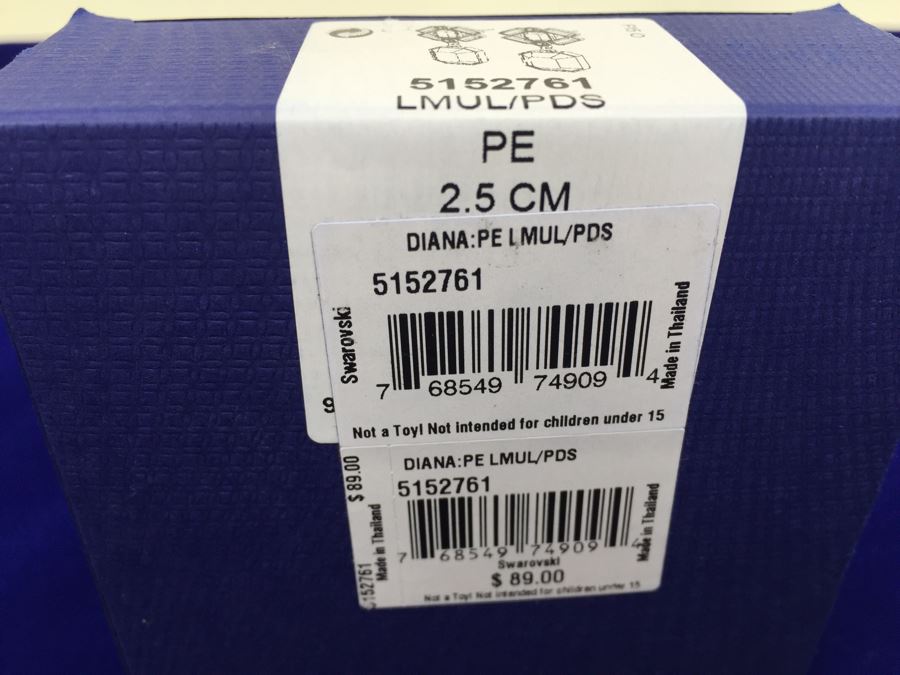 5152761
LMUL/PDS
PE
2.5 CM
DIANA:PE LMUL/PDS
5152761
Swarovski
Made in Thailand
7 68549 74909 4
9
Not a Toy! Not intended for children under 15
DIANA:PE LMUL/PDS
5152761
$ 89.00
Made in Thailand
5152761
Made in Thailand
7 68549 74909 4
Swarovski
$ 89.00
Not a Toy! Not intended for children under 15